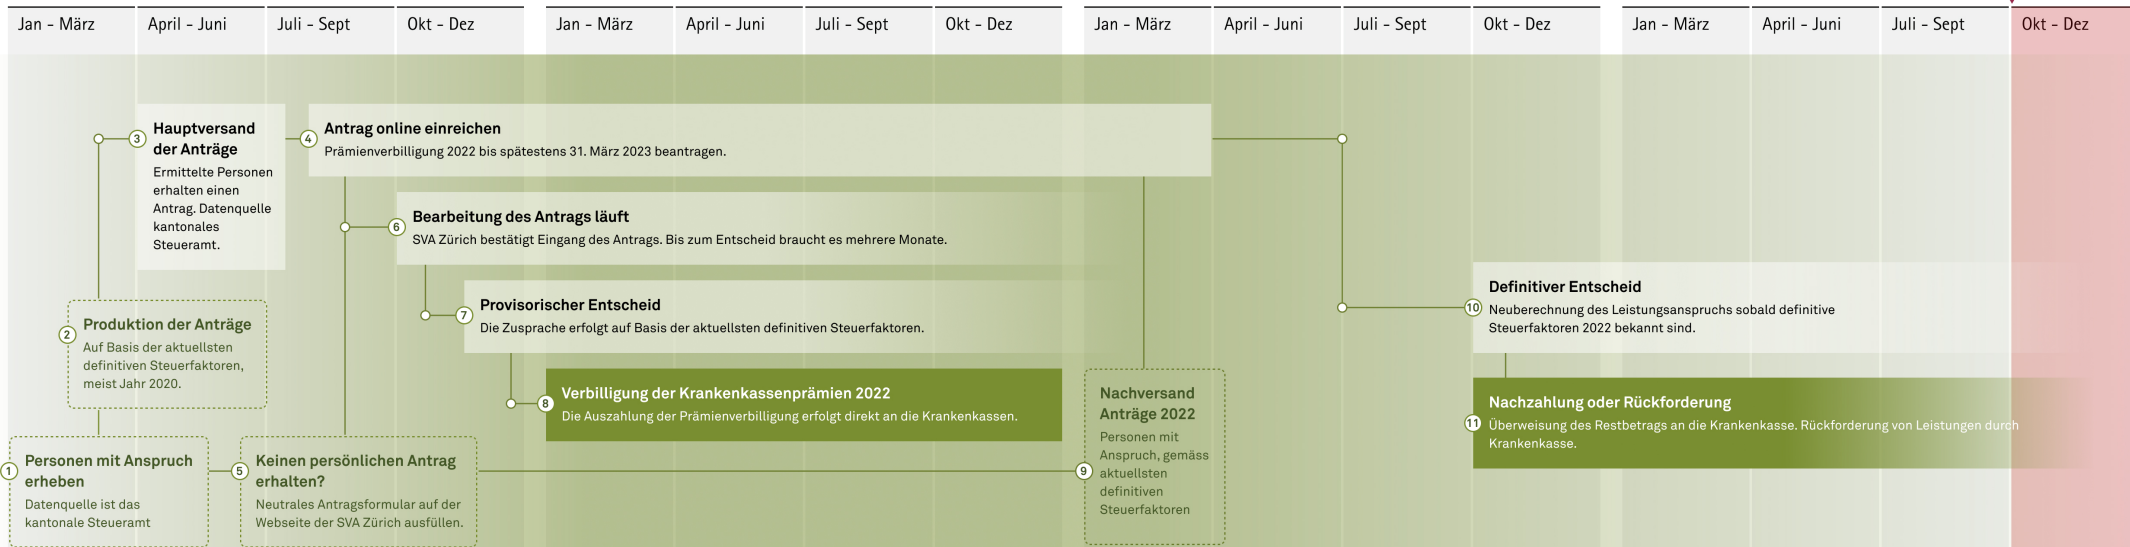 Jan - März
April - Juni
Juli - Sept
Okt - Dez
Jan - März
April - Juni
Juli - Sept
Okt - Dez
Jan - März
April - Juni
Juli - Sept
Okt - Dez
Jan - März
April - Juni
Juli - Sept
Okt - Dez
3
Hauptversand
der Anträge
Ermittelte Personen
erhalten einen
Antrag. Datenquelle
kantonales
Steueramt.
4
Antrag online einreichen
Prämienverbilligung 2022 bis spätestens 31. März 2023 beantragen.
6
Bearbeitung des Antrags läuft
SVA Zürich bestätigt Eingang des Antrags. Bis zum Entscheid braucht es mehrere Monate.
7
Provisorischer Entscheid
Die Zusprache erfolgt auf Basis der aktuellsten definitiven Steuerfaktoren.
10
Definitiver Entscheid
Neuberechnung des Leistungsanspruchs sobald definitive
Steuerfaktoren 2022 bekannt sind.
2
Produktion der Anträge
Auf Basis der aktuellsten
definitiven Steuerfaktoren,
meist Jahr 2020.
8
Verbilligung der Krankenkassenprämien 2022
Die Auszahlung der Prämienverbilligung erfolgt direkt an die Krankenkassen.
9
Nachversand
Anträge 2022
Personen mit
Anspruch, gemäss
aktuellsten
definitiven
Steuerfaktoren
11
Nachzahlung oder Rückforderung
Überweisung des Restbetrags an die Krankenkasse. Rückforderung von Leistungen durch
Krankenkasse.
1
Personen mit Anspruch
erheben
Datenquelle ist das
kantonale Steueramt
5
Keinen persönlichen Antrag
erhalten?
Neutrales Antragsformular auf der
Webseite der SVA Zürich ausfüllen.